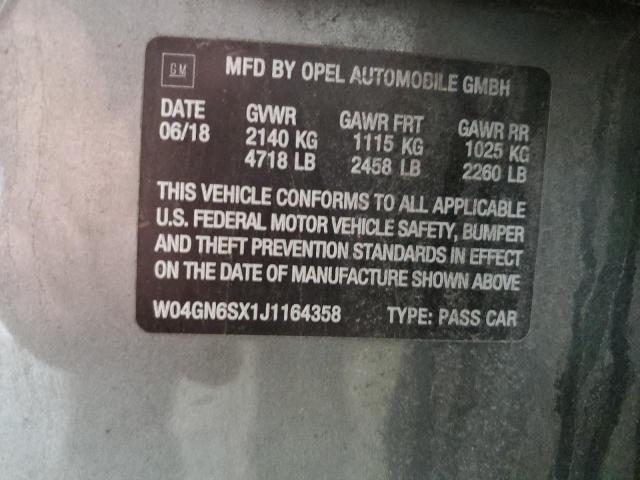 GM MFD BY OPEL AUTOMOBILE GMBH
DATE GVWR GAWR FRT GAWR RR
06/18 2140 KG 1115 KG 1025 KG
4718 LB 2458 LB 2260 LB
THIS VEHICLE CONFORMS TO ALL APPLICABLE
U.S. FEDERAL MOTOR VEHICLE SAFETY, BUMPER
AND THEFT PREVENTION STANDARDS IN EFFECT
ON THE DATE OF MANUFACTURE SHOWN ABOVE
W04GN6SX1J1164358 TYPE: PASS CAR